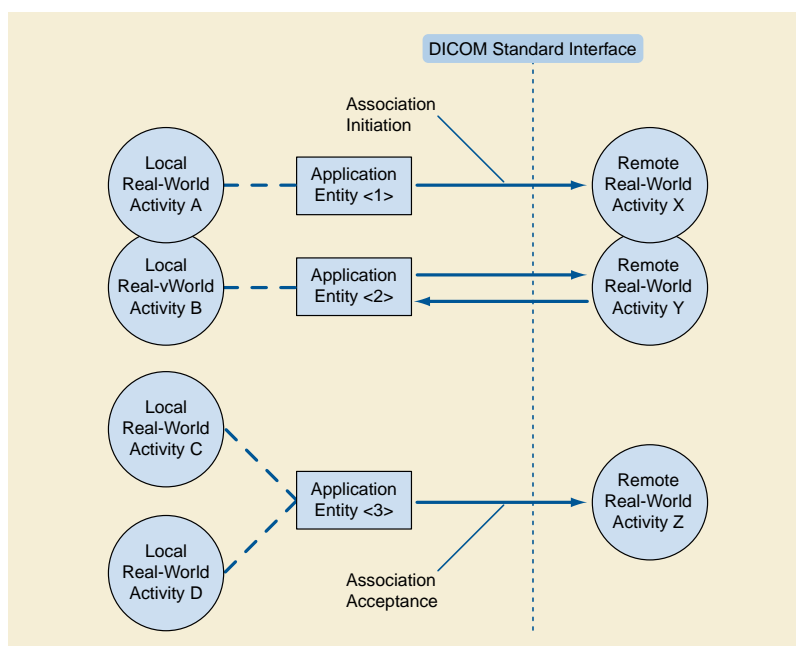 DICOM Standard Interface
Association
Initiation
Local
Real-World
Activity A
Application
Entity <1>
Remote
Real-World
Activity X
Local
Real-vWorld
Activity B
Application
Entity <2>
Remote
Real-World
Activity Y
Local
Real-World
Activity C
Application
Entity <3>
Remote
Real-World
Activity Z
Local
Real-World
Activity D
Association
Acceptance